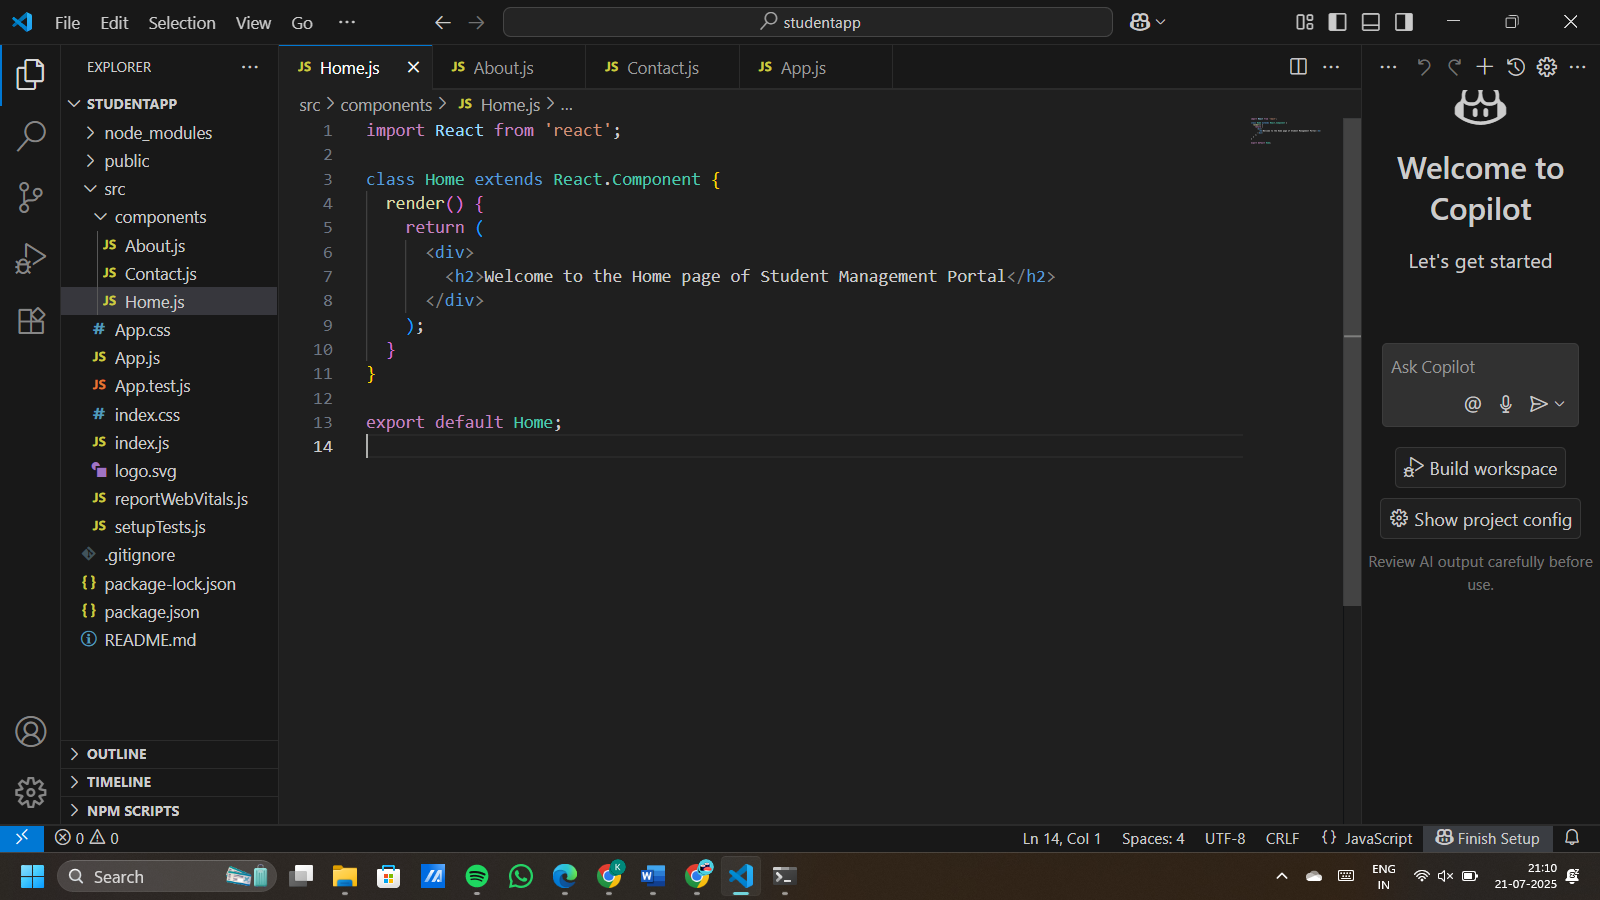 File Edit Selection View Go ···
studentapp
EXPLORER ···
STUDENTAPP
node_modules
public
src
components
JS About.js
JS Contact.js
JS Home.js
# App.css
JS App.js
JS App.test.js
# index.css
JS index.js
logo.svg
JS reportWebVitals.js
JS setupTests.js
.gitignore
{} package-lock.json
{} package.json
README.md
OUTLINE
TIMELINE
NPM SCRIPTS
JS Home.js
JS About.js
JS Contact.js
JS App.js
src > components > JS Home.js > ...
1 import React from 'react';
2
3 class Home extends React.Component {
4 render() {
5 return (
6 <div>
7 <h2>Welcome to the Home page of Student Management Portal</h2>
8 </div>
9 );
10 }
11 }
12
13 export default Home;
14
Welcome to
Copilot
Let's get started
Ask Copilot
@
Build workspace
Show project config
Review AI output carefully before
use.
0 0
Ln 14, Col 1 Spaces: 4 UTF-8 CRLF {} JavaScript Finish Setup
Search
K
W
ENG
IN
21:10
21-07-2025